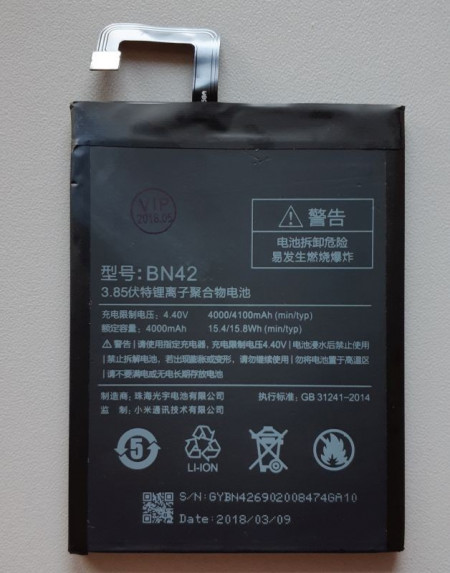 VIP
2018.05
警告
电池拆卸危险
易发生燃烧爆炸
型号: BN42
3.85伏特锂离子聚合物电池
充电限制电压: 4.40V 4000/4100mAh (min/typ)
额定容量: 4000mAh 15.4/15.8Wh (min/typ)
警告 | 请使用指定充电器, 充电限制电压4.40V | 电池浸水后禁止使用
| 禁止拆解电池, 若出现膨胀或变形, 请勿继续使用 | 勿将电池置于高温区
| 请不要满电或无电长期存放电池
制造商: 珠海光宇电池有限公司 执行标准: GB 31241-2014
监 制: 小米通讯技术有限公司
5
LI-ION
S/N: GYBN426902008474GA10
Date: 2018/03/09